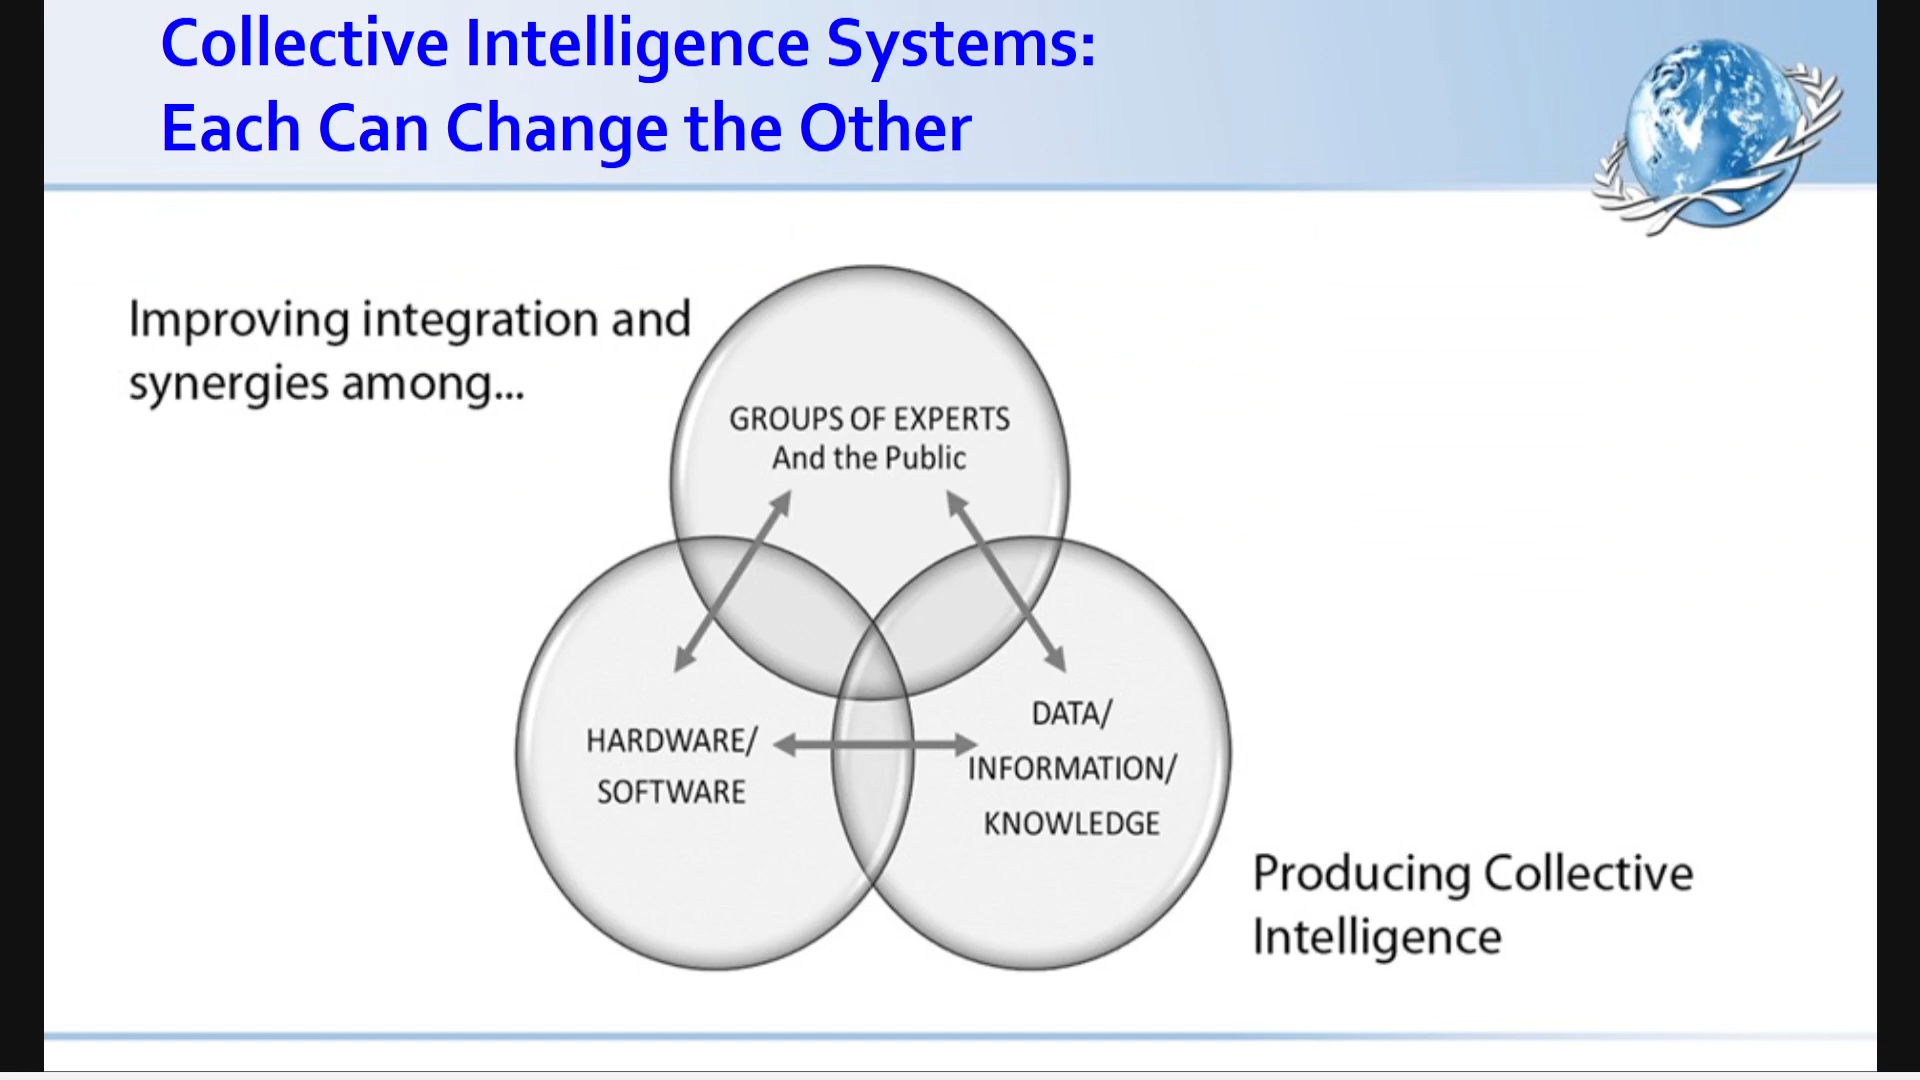 Collective Intelligence Systems:
Each Can Change the Other
Improving integration and
synergies among...
GROUPS OF EXPERTS
And the Public
HARDWARE/
SOFTWARE
DATA/
INFORMATION/
KNOWLEDGE
Producing Collective
Intelligence